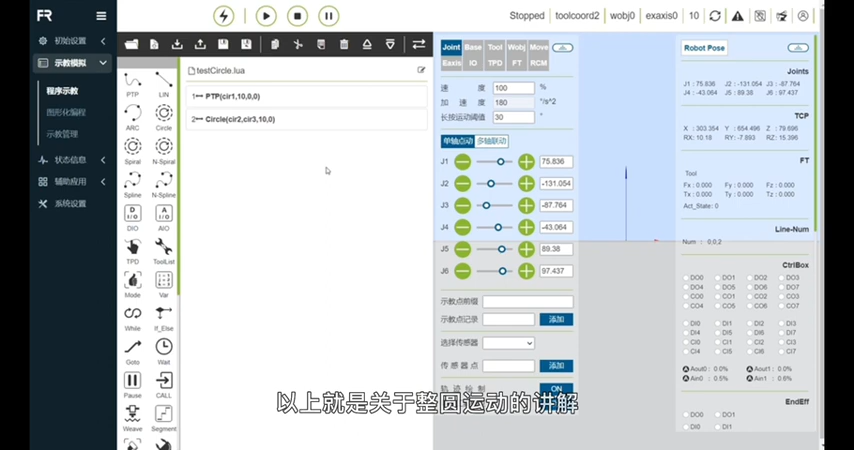 FR
Stopped toolcoord2 wobj0 exaxis0 10
初始设置
示教模拟
程序示教
图形化编程
示教管理
状态信息
辅助应用
系统设置
PTP LIN
ARC Circle
Spiral N-Spiral
Spline N-Spline
DIO AIO
TPD ToolList
Mode Var
While If_Else
Goto Wait
Pause CALL
Weave Segment
testCircle.lua
1 PTP(cir1,10,0,0)
2 Circle(cir2,cir3,10,0)
Joint Base Tool Wobj Move
Eaxis IO TPD FT RCM
速 度 100 %
加 速 度 180 °/s^2
长按运动阈值 30 °
单轴点动 多轴联动
J1 75.836
J2 -131.054
J3 -87.764
J4 -43.064
J5 89.38
J6 97.437
示教点前缀
示教点记录 添加
选择传感器
传感器点 添加
轨迹绘制 ON
Robot Pose
Joints
J1 : 75.836 J2 : -131.054 J3 : -87.764
J4 : -43.064 J5 : 89.38 J6 : 97.437
TCP
X : 303.354 Y : 654.496 Z : 79.696
RX: 10.18 RY: -7.893 RZ: 15.396
FT
Tool
Fx : 0.000 Fy : 0.000 Fz : 0.000
Tx : 0.000 Ty : 0.000 Tz : 0.000
Act_State: 0
Line-Num
Num : 0,0,2
CtrlBox
DO0 DO1 DO2 DO3
DO4 DO5 DO6 DO7
CO0 CO1 CO2 CO3
CO4 CO5 CO6 CO7
DI0 DI1 DI2 DI3
DI4 DI5 DI6 DI7
CI0 CI1 CI2 CI3
CI4 CI5 CI6 CI7
Aout0 : 0.0% Aout1 : 0.0%
Ain0 : 0.5% Ain1 : 0.6%
EndEff
DO0 DO1
DI0 DI1
以上就是关于整圆运动的讲解